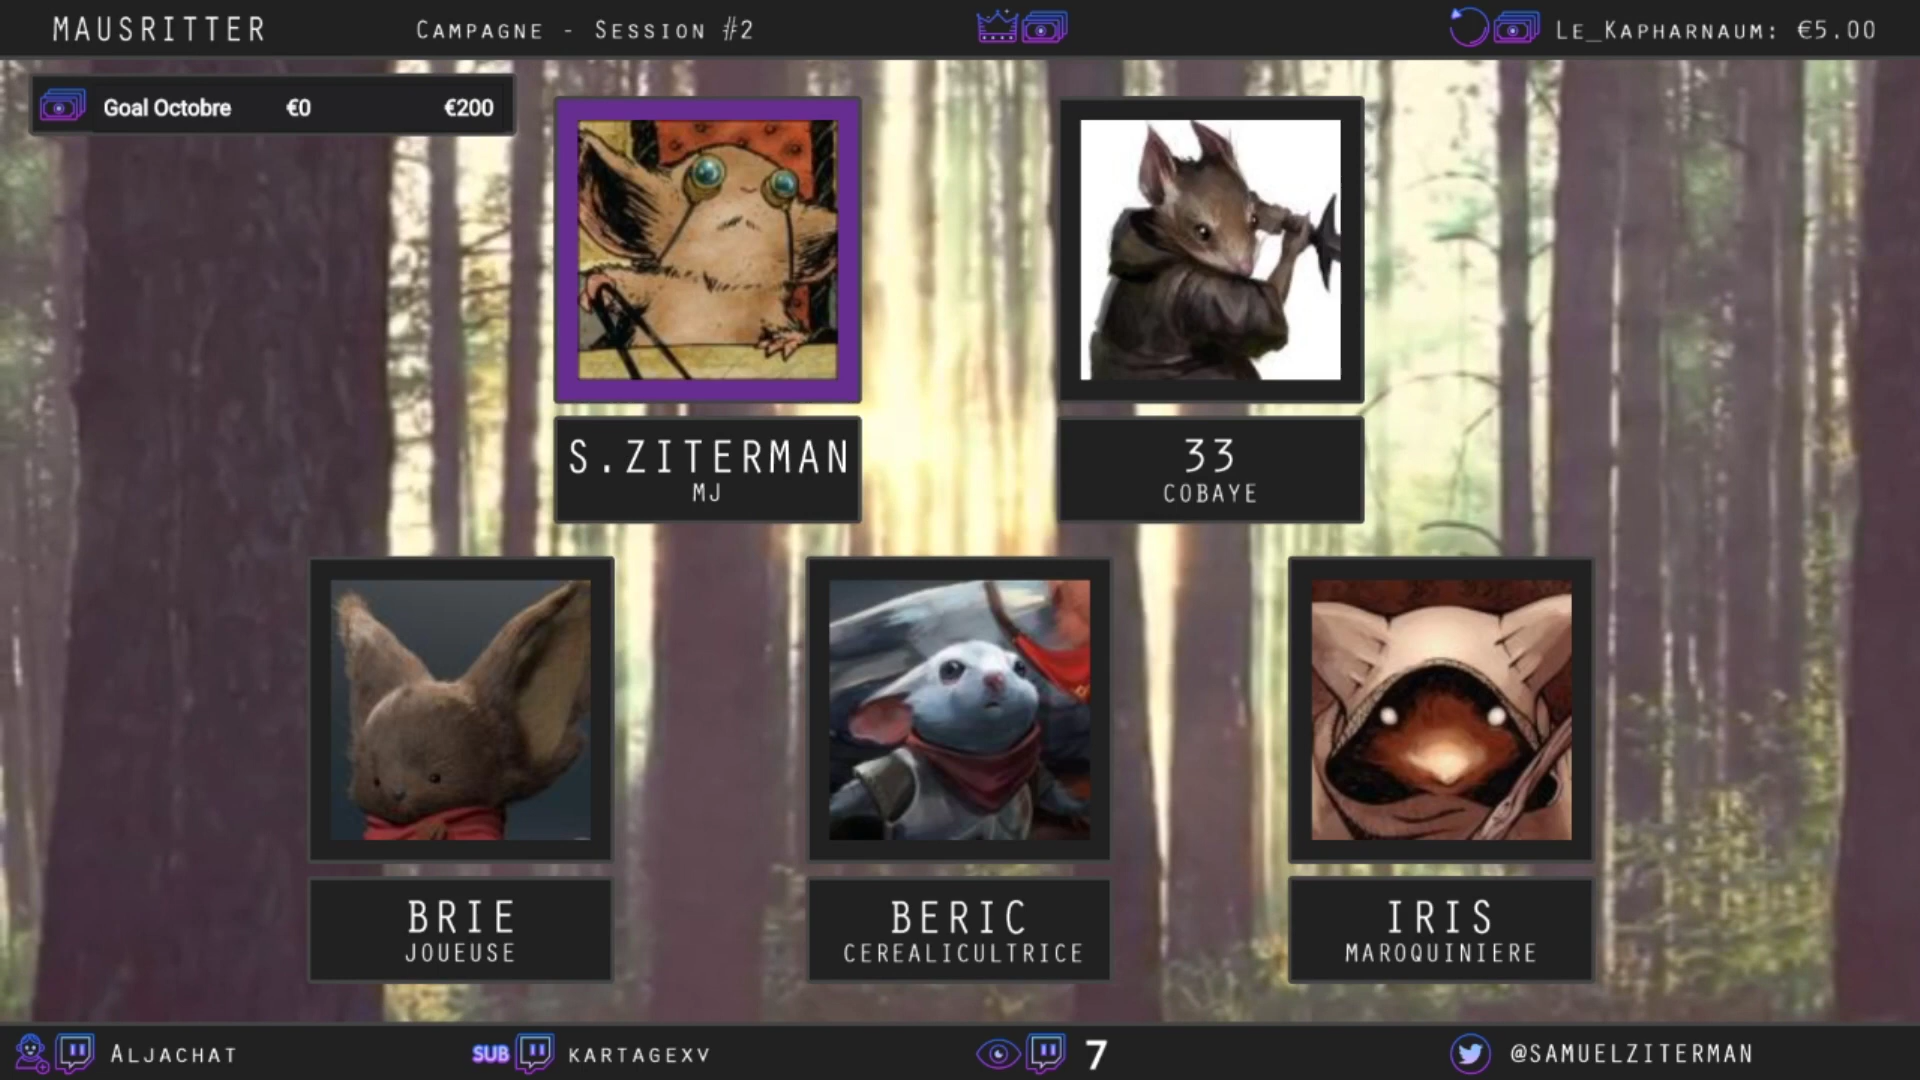 MAUSRITTER
CAMPAGNE - SESSION #2
LE_KAPHARNAUM: €5.00
Goal Octobre €0 €200
S.ZITERMAN
MJ
33
COBAYE
BRIE
JOUEUSE
BERIC
CEREALICULTRICE
IRIS
MAROQUINIERE
ALJACHAT
SUB KARTAGEXV
7
@SAMUELZITERMAN